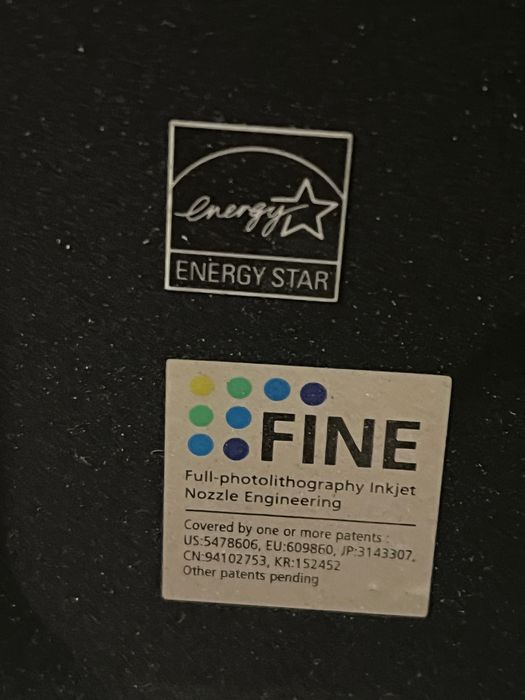 energy
ENERGY STAR
FINE
Full-photolithography Inkjet
Nozzle Engineering
Covered by one or more patents :
US:5478606, EU:609860, JP:3143307,
CN:94102753, KR:152452
Other patents pending